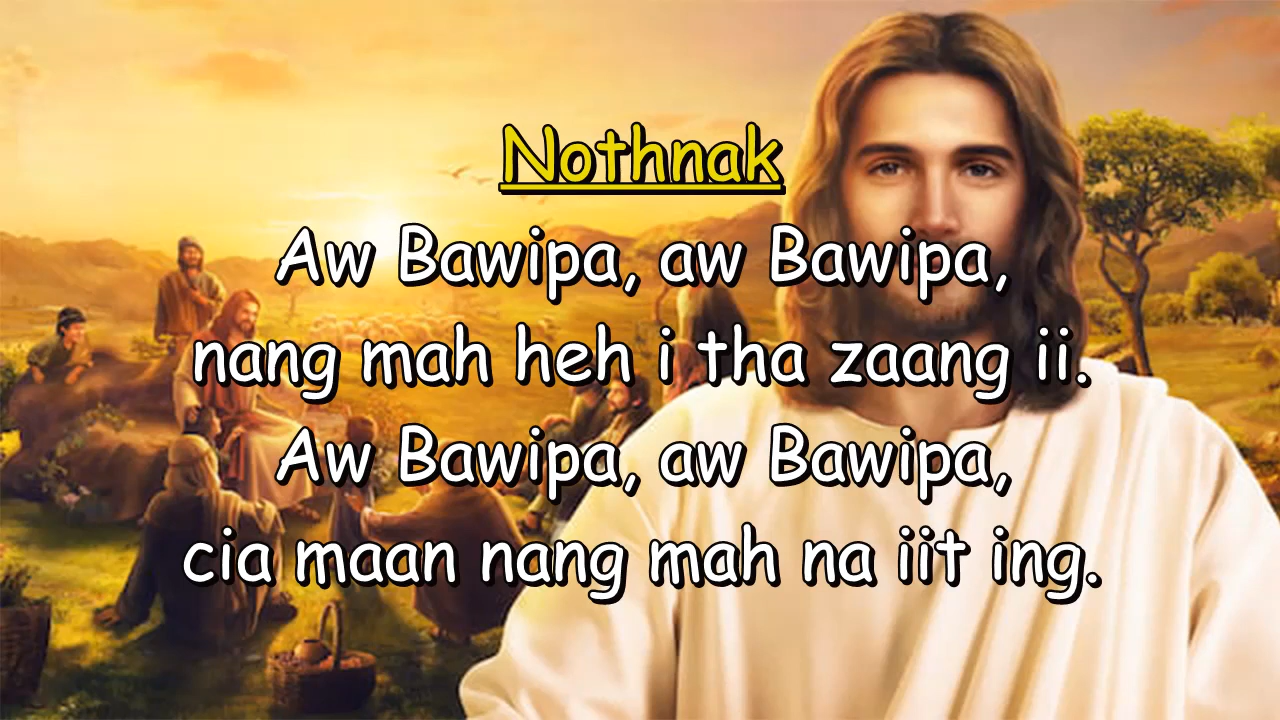 Nothnak
Aw Bawipa, aw Bawipa,
nang mah heh i tha zaang ii.
Aw Bawipa, aw Bawipa,
cia maan nang mah na iit ing.